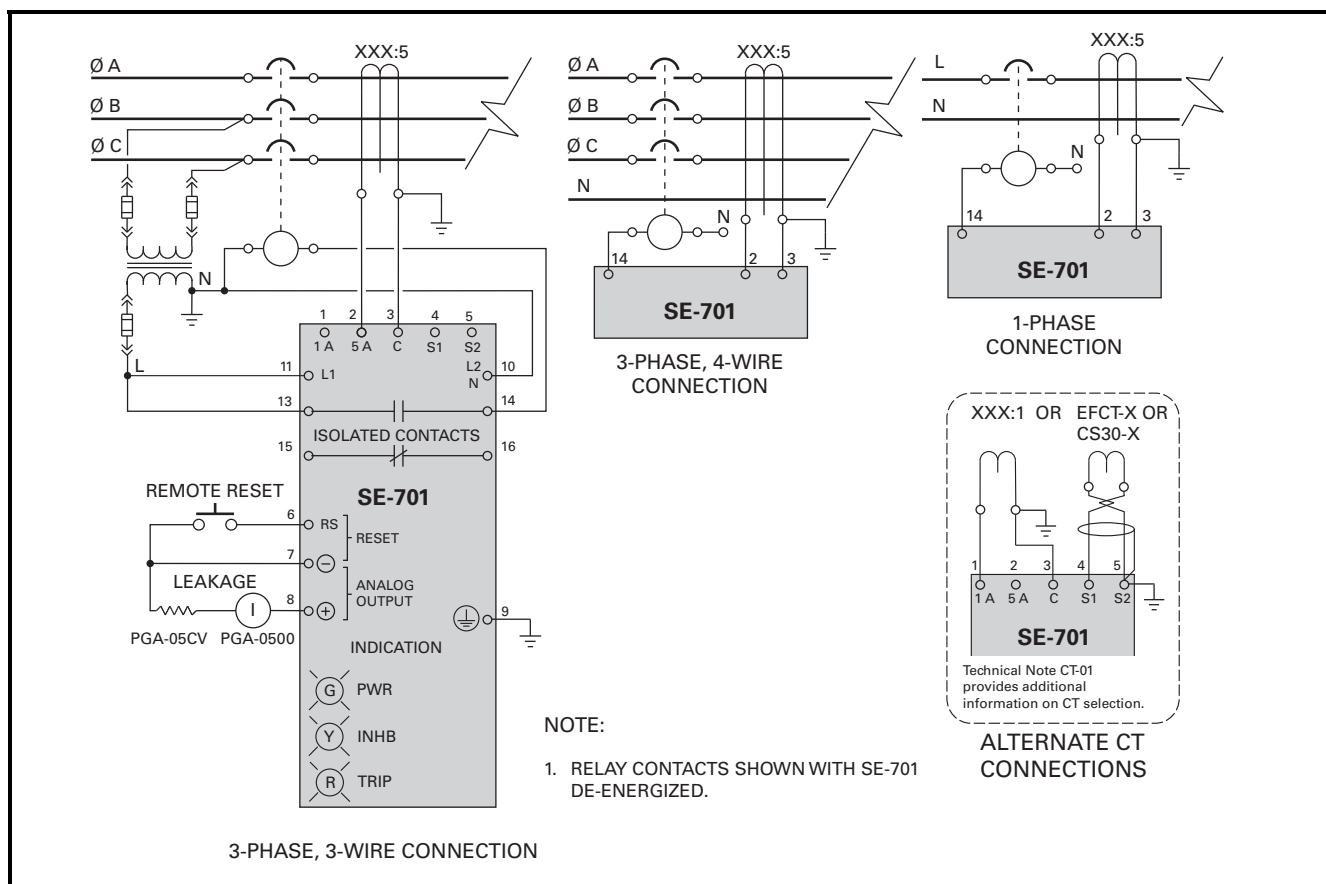 XXX:5
Ø A
Ø B
Ø C
N
L
1 2 3 4 5
1 A 5 A C S1 S2
11 L1
L2 10
N
13 14
ISOLATED CONTACTS
15 16
SE-701
REMOTE RESET
6 RS
RESET
7 −
LEAKAGE
ANALOG
OUTPUT
8 +
I
PGA-05CV PGA-0500
9
INDICATION
G PWR
Y INHB
R TRIP
3-PHASE, 3-WIRE CONNECTION
XXX:5
Ø A
Ø B
Ø C
N
N
14 2 3
SE-701
3-PHASE, 4-WIRE
CONNECTION
XXX:5
L
N
N
14 2 3
SE-701
1-PHASE
CONNECTION
XXX:1 OR EFCT-X OR
CS30-X
1 2 3 4 5
1 A 5 A C S1 S2
SE-701
Technical Note CT-01
provides additional
information on CT selection.
ALTERNATE CT
CONNECTIONS
NOTE:
1. RELAY CONTACTS SHOWN WITH SE-701
DE-ENERGIZED.